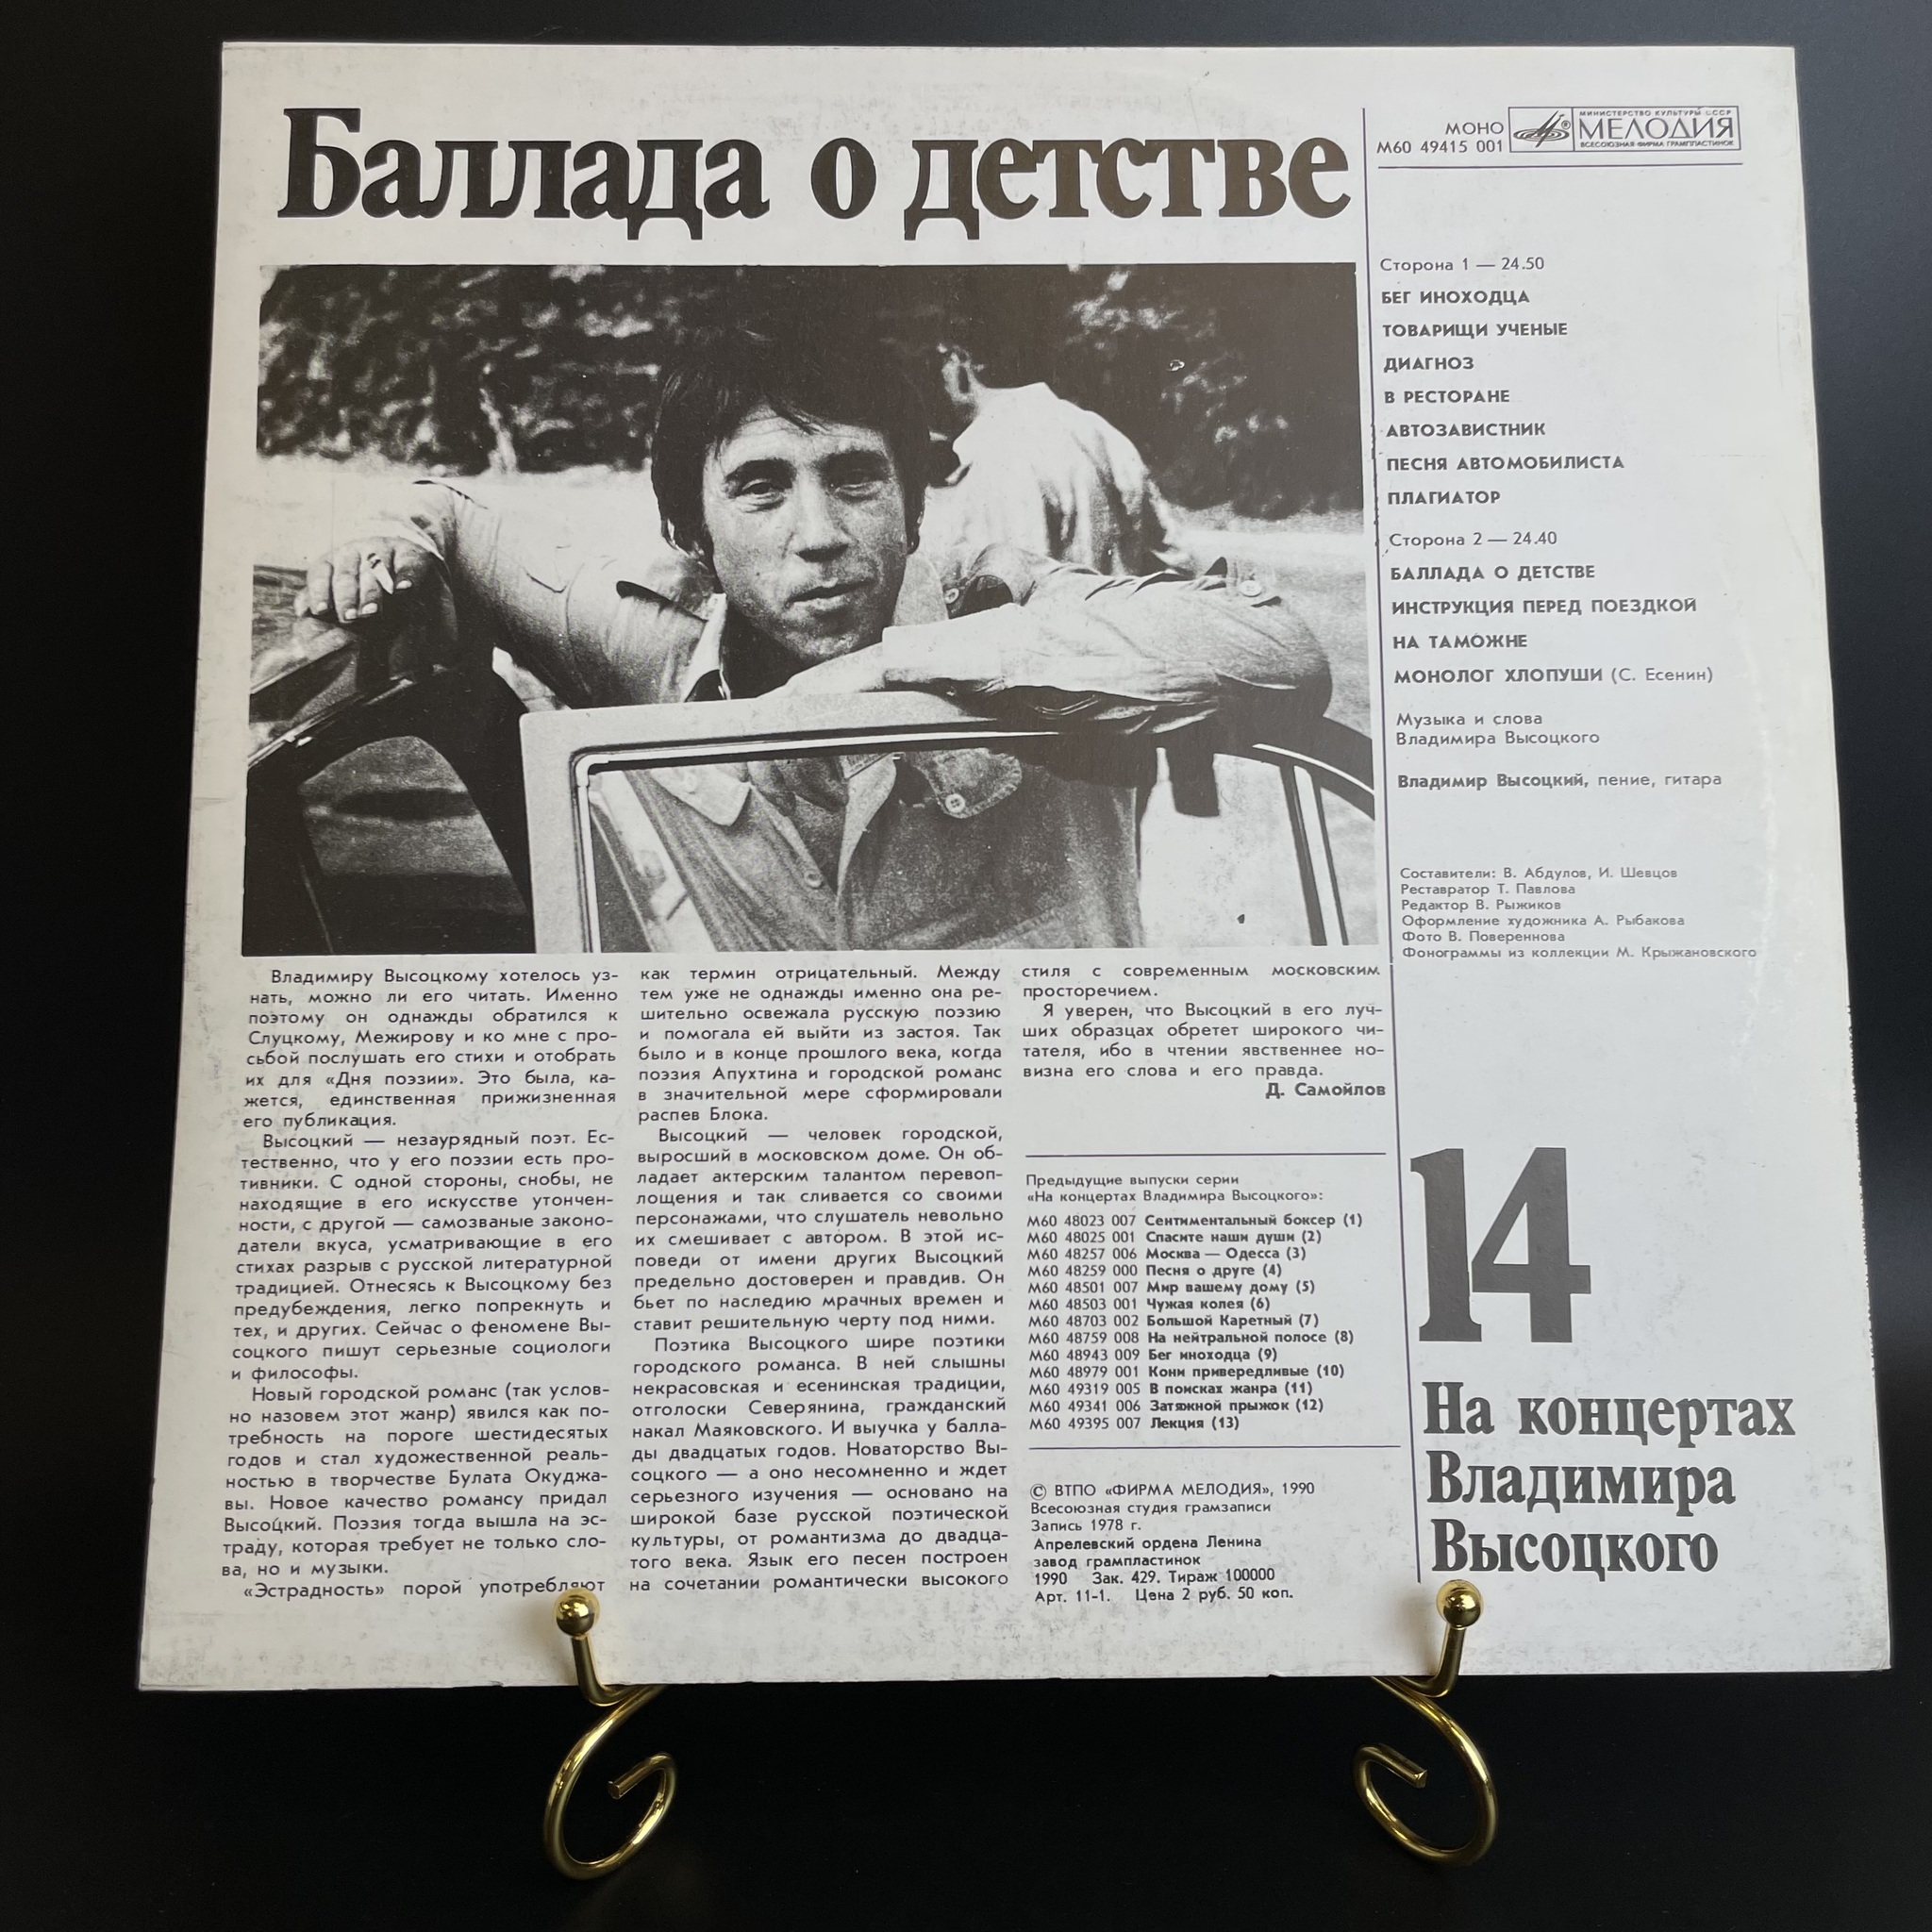 Баллада о детстве
МОНО
М60 49415 001
МИНИСТЕРСТВО КУЛЬТУРЫ СССР
МЕЛОДИЯ
ВСЕСОЮЗНАЯ ФИРМА ГРАМПЛАСТИНОК
Сторона 1 — 24.50
БЕГ ИНОХОДЦА
ТОВАРИЩИ УЧЕНЫЕ
ДИАГНОЗ
В РЕСТОРАНЕ
АВТОЗАВИСТНИК
ПЕСНЯ АВТОМОБИЛИСТА
ПЛАГИАТОР
Сторона 2 — 24.40
БАЛЛАДА О ДЕТСТВЕ
ИНСТРУКЦИЯ ПЕРЕД ПОЕЗДКОЙ
НА ТАМОЖНЕ
МОНОЛОГ ХЛОПУШИ (С. Есенин)
Музыка и слова
Владимира Высоцкого
Владимир Высоцкий, пение, гитара
Составители: В. Абдулов, И. Шевцов
Реставратор Т. Павлова
Редактор В. Рыжиков
Оформление художника А. Рыбакова
Фото В. Повереннова
Фонограммы из коллекции М. Крыжановского
Владимиру Высоцкому хотелось уз-
нать, можно ли его читать. Именно
поэтому он однажды обратился к
Слуцкому, Межирову и ко мне с про-
сьбой послушать его стихи и отобрать
их для «Дня поэзии». Это была, ка-
жется, единственная прижизненная
его публикация.
Высоцкий — незаурядный поэт. Ес-
тественно, что у его поэзии есть про-
тивники. С одной стороны, снобы, не
находящие в его искусстве утончен-
ности, с другой — самозваные законо-
датели вкуса, усматривающие в его
стихах разрыв с русской литературной
традицией. Отнесясь к Высоцкому без
предубеждения, легко попрекнуть и
тех, и других. Сейчас о феномене Вы-
соцкого пишут серьезные социологи
и философы.
Новый городской романс (так услов-
но назовем этот жанр) явился как по-
требность на пороге шестидесятых
годов и стал художественной реаль-
ностью в творчестве Булата Окуджа-
вы. Новое качество романсу придал
Высоцкий. Поэзия тогда вышла на эс-
траду, которая требует не только сло-
ва, но и музыки.
«Эстрадность» порой употребляют
как термин отрицательный. Между
тем уже не однажды именно она ре-
шительно освежала русскую поэзию
и помогала ей выйти из застоя. Так
было и в конце прошлого века, когда
поэзия Апухтина и городской романс
в значительной мере сформировали
распев Блока.
Высоцкий — человек городской,
выросший в московском доме. Он об-
ладает актерским талантом перевоп-
лощения и так сливается со своими
персонажами, что слушатель невольно
их смешивает с автором. В этой ис-
поведи от имени других Высоцкий
предельно достоверен и правдив. Он
бьет по наследию мрачных времен и
ставит решительную черту под ними.
Поэтика Высоцкого шире поэтики
городского романса. В ней слышны
некрасовская и есенинская традиции,
отголоски Северянина, гражданский
накал Маяковского. И выучка у балла-
ды двадцатых годов. Новаторство Вы-
соцкого — а оно несомненно и ждет
серьезного изучения — основано на
широкой базе русской поэтической
культуры, от романтизма до двадца-
того века. Язык его песен построен
на сочетании романтически высокого
стиля с современным московским
просторечием.
Я уверен, что Высоцкий в его луч-
ших образцах обретет широкого чи-
тателя, ибо в чтении явственнее но-
визна его слова и его правда.
Д. Самойлов
Предыдущие выпуски серии
«На концертах Владимира Высоцкого»:
М60 48023 007 Сентиментальный боксер (1)
М60 48025 001 Спасите наши души (2)
М60 48257 006 Москва — Одесса (3)
М60 48259 000 Песня о друге (4)
М60 48501 007 Мир вашему дому (5)
М60 48503 001 Чужая колея (6)
М60 48703 002 Большой Каретный (7)
М60 48759 008 На нейтральной полосе (8)
М60 48943 009 Бег иноходца (9)
М60 48979 001 Кони привередливые (10)
М60 49319 005 В поисках жанра (11)
М60 49341 006 Затяжной прыжок (12)
М60 49395 007 Лекция (13)
© ВТПО «ФИРМА МЕЛОДИЯ», 1990
Всесоюзная студия грамзаписи
Запись 1978 г.
Апрелевский ордена Ленина
завод грампластинок
1990 Зак. 429. Тираж 100000
Арт. 11-1. Цена 2 руб. 50 коп.
14
На концертах
Владимира
Высоцкого